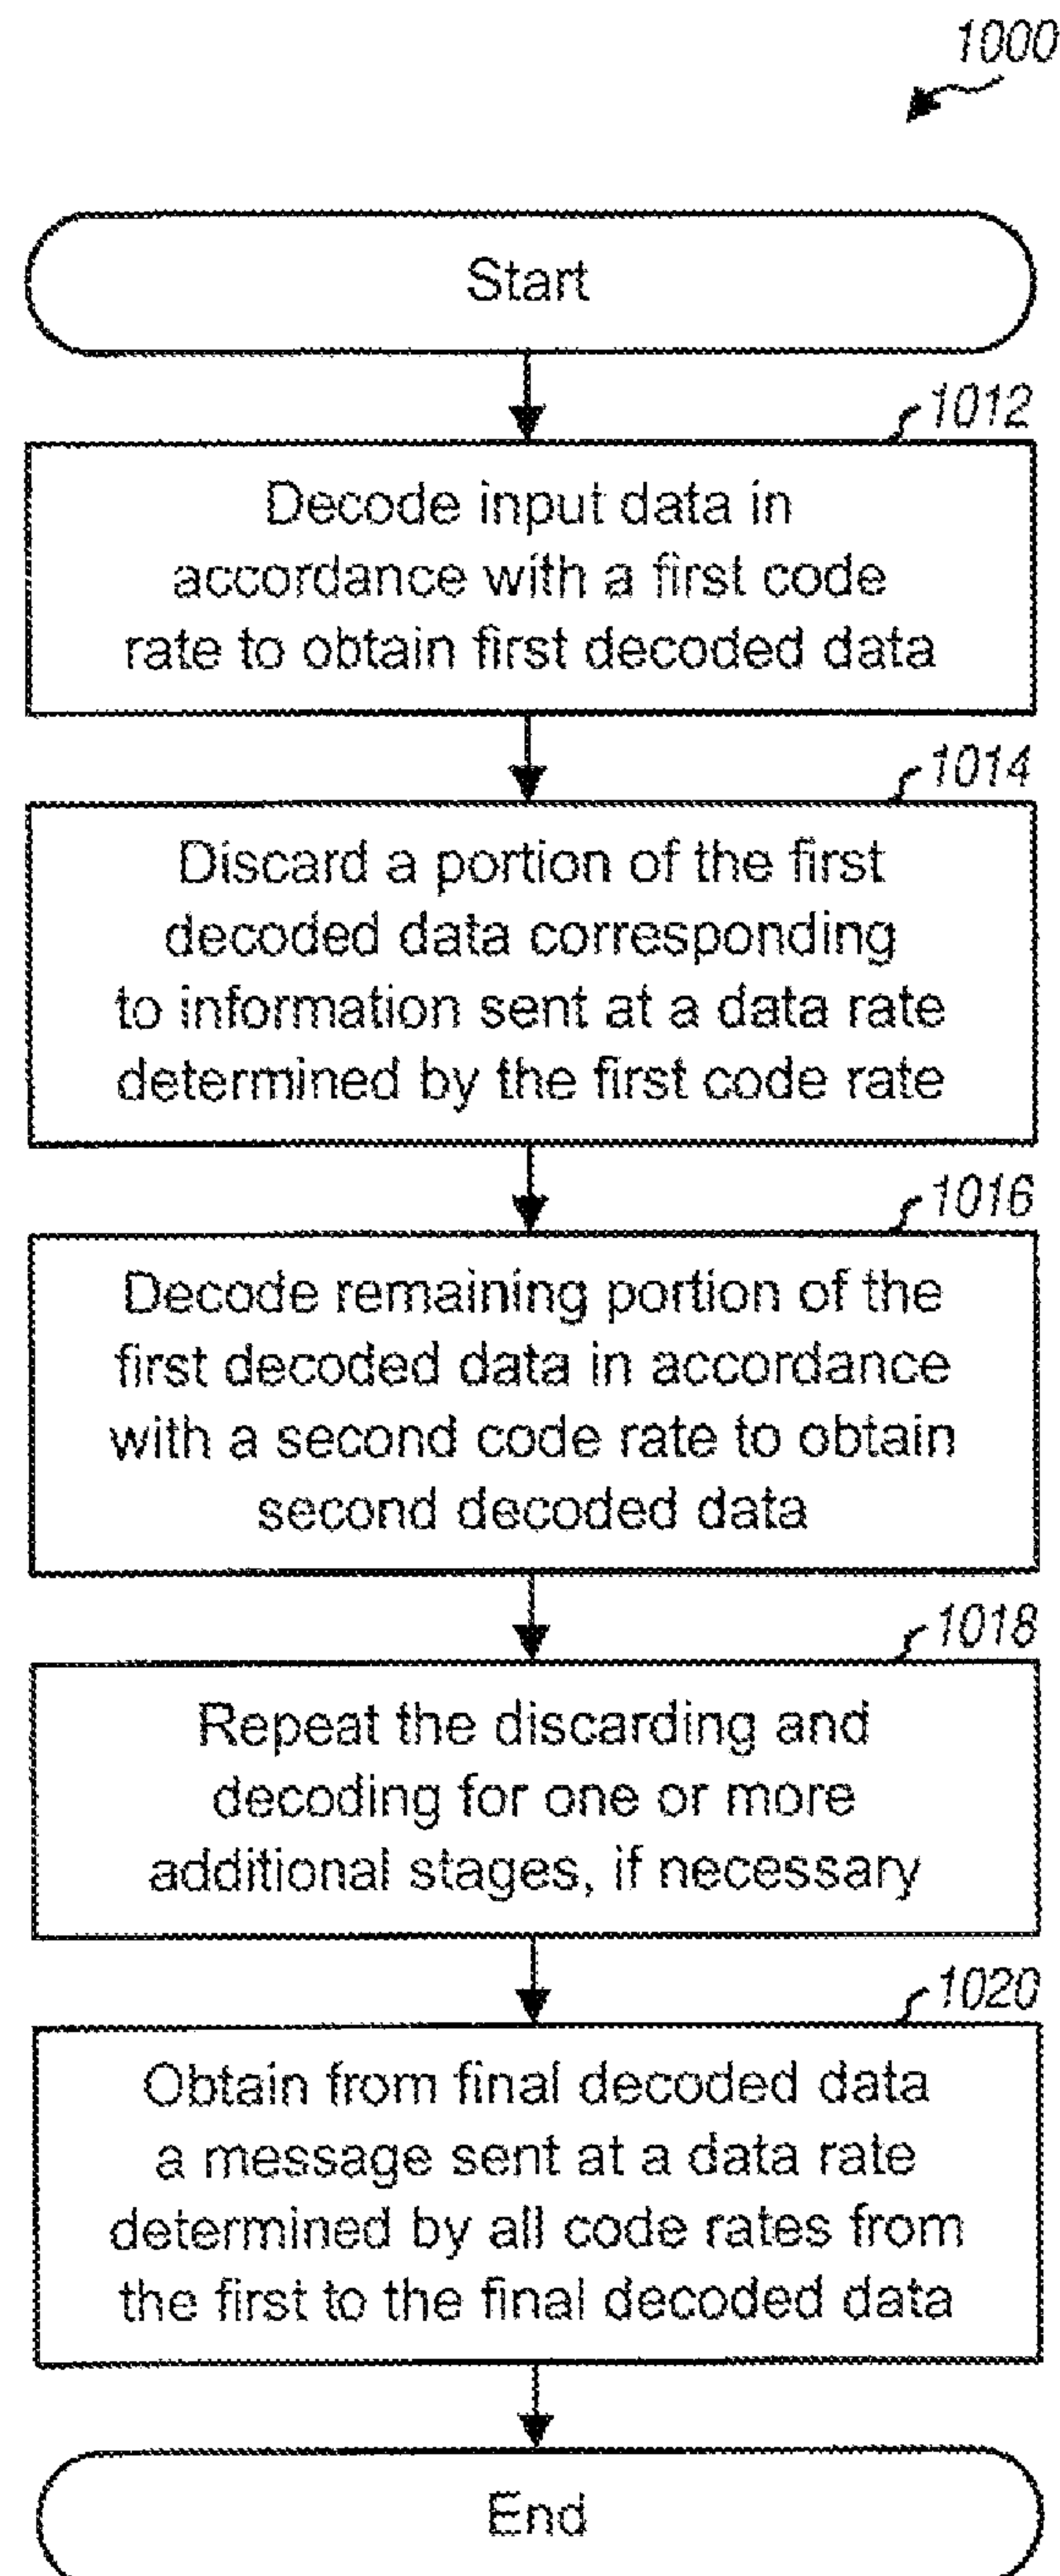 1000
Start
1012
Decode input data in
accordance with a first code
rate to obtain first decoded data
1014
Discard a portion of the first
decoded data corresponding
to information sent at a data rate
determined by the first code rate
1016
Decode remaining portion of the
first decoded data in accordance
with a second code rate to obtain
second decoded data
1018
Repeat the discarding and
decoding for one or more
additional stages, if necessary
1020
Obtain from final decoded data
a message sent at a data rate
determined by all code rates from
the first to the final decoded data
End